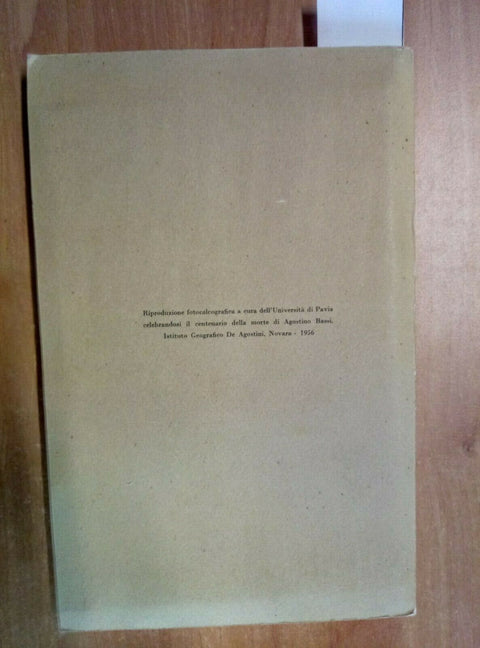 Riproduzione fotocalcografica a cura dell'Università di Pavia
celebrandosi il centenario della morte di Agostino Bassi.
Istituto Geografico De Agostini, Novara - 1956